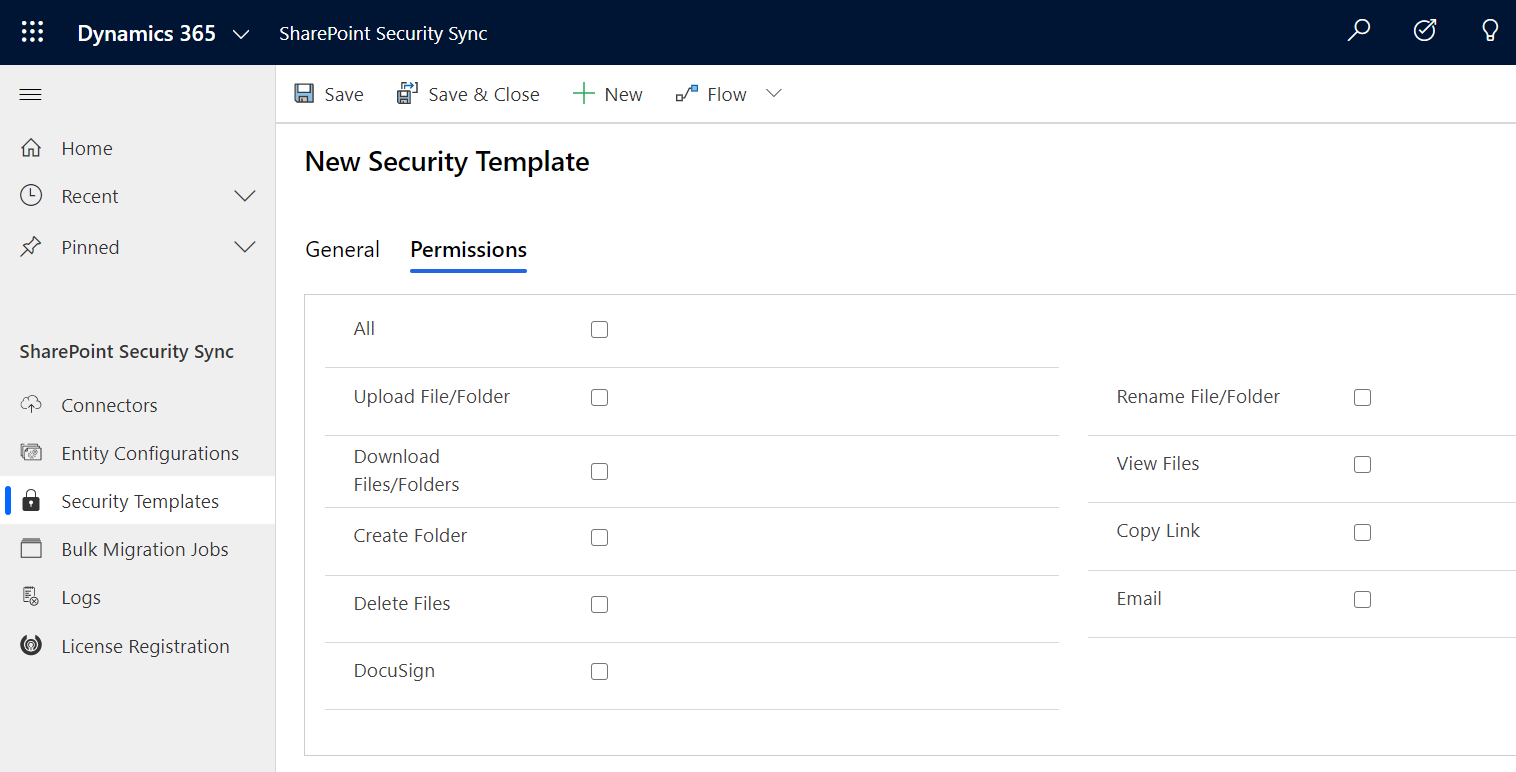 Dynamics 365
SharePoint Security Sync
Save
Save & Close
New
Flow
Home
Recent
Pinned
SharePoint Security Sync
Connectors
Entity Configurations
Security Templates
Bulk Migration Jobs
Logs
License Registration
New Security Template
General
Permissions
All
Upload File/Folder
Download
Files/Folders
Create Folder
Delete Files
DocuSign
Rename File/Folder
View Files
Copy Link
Email